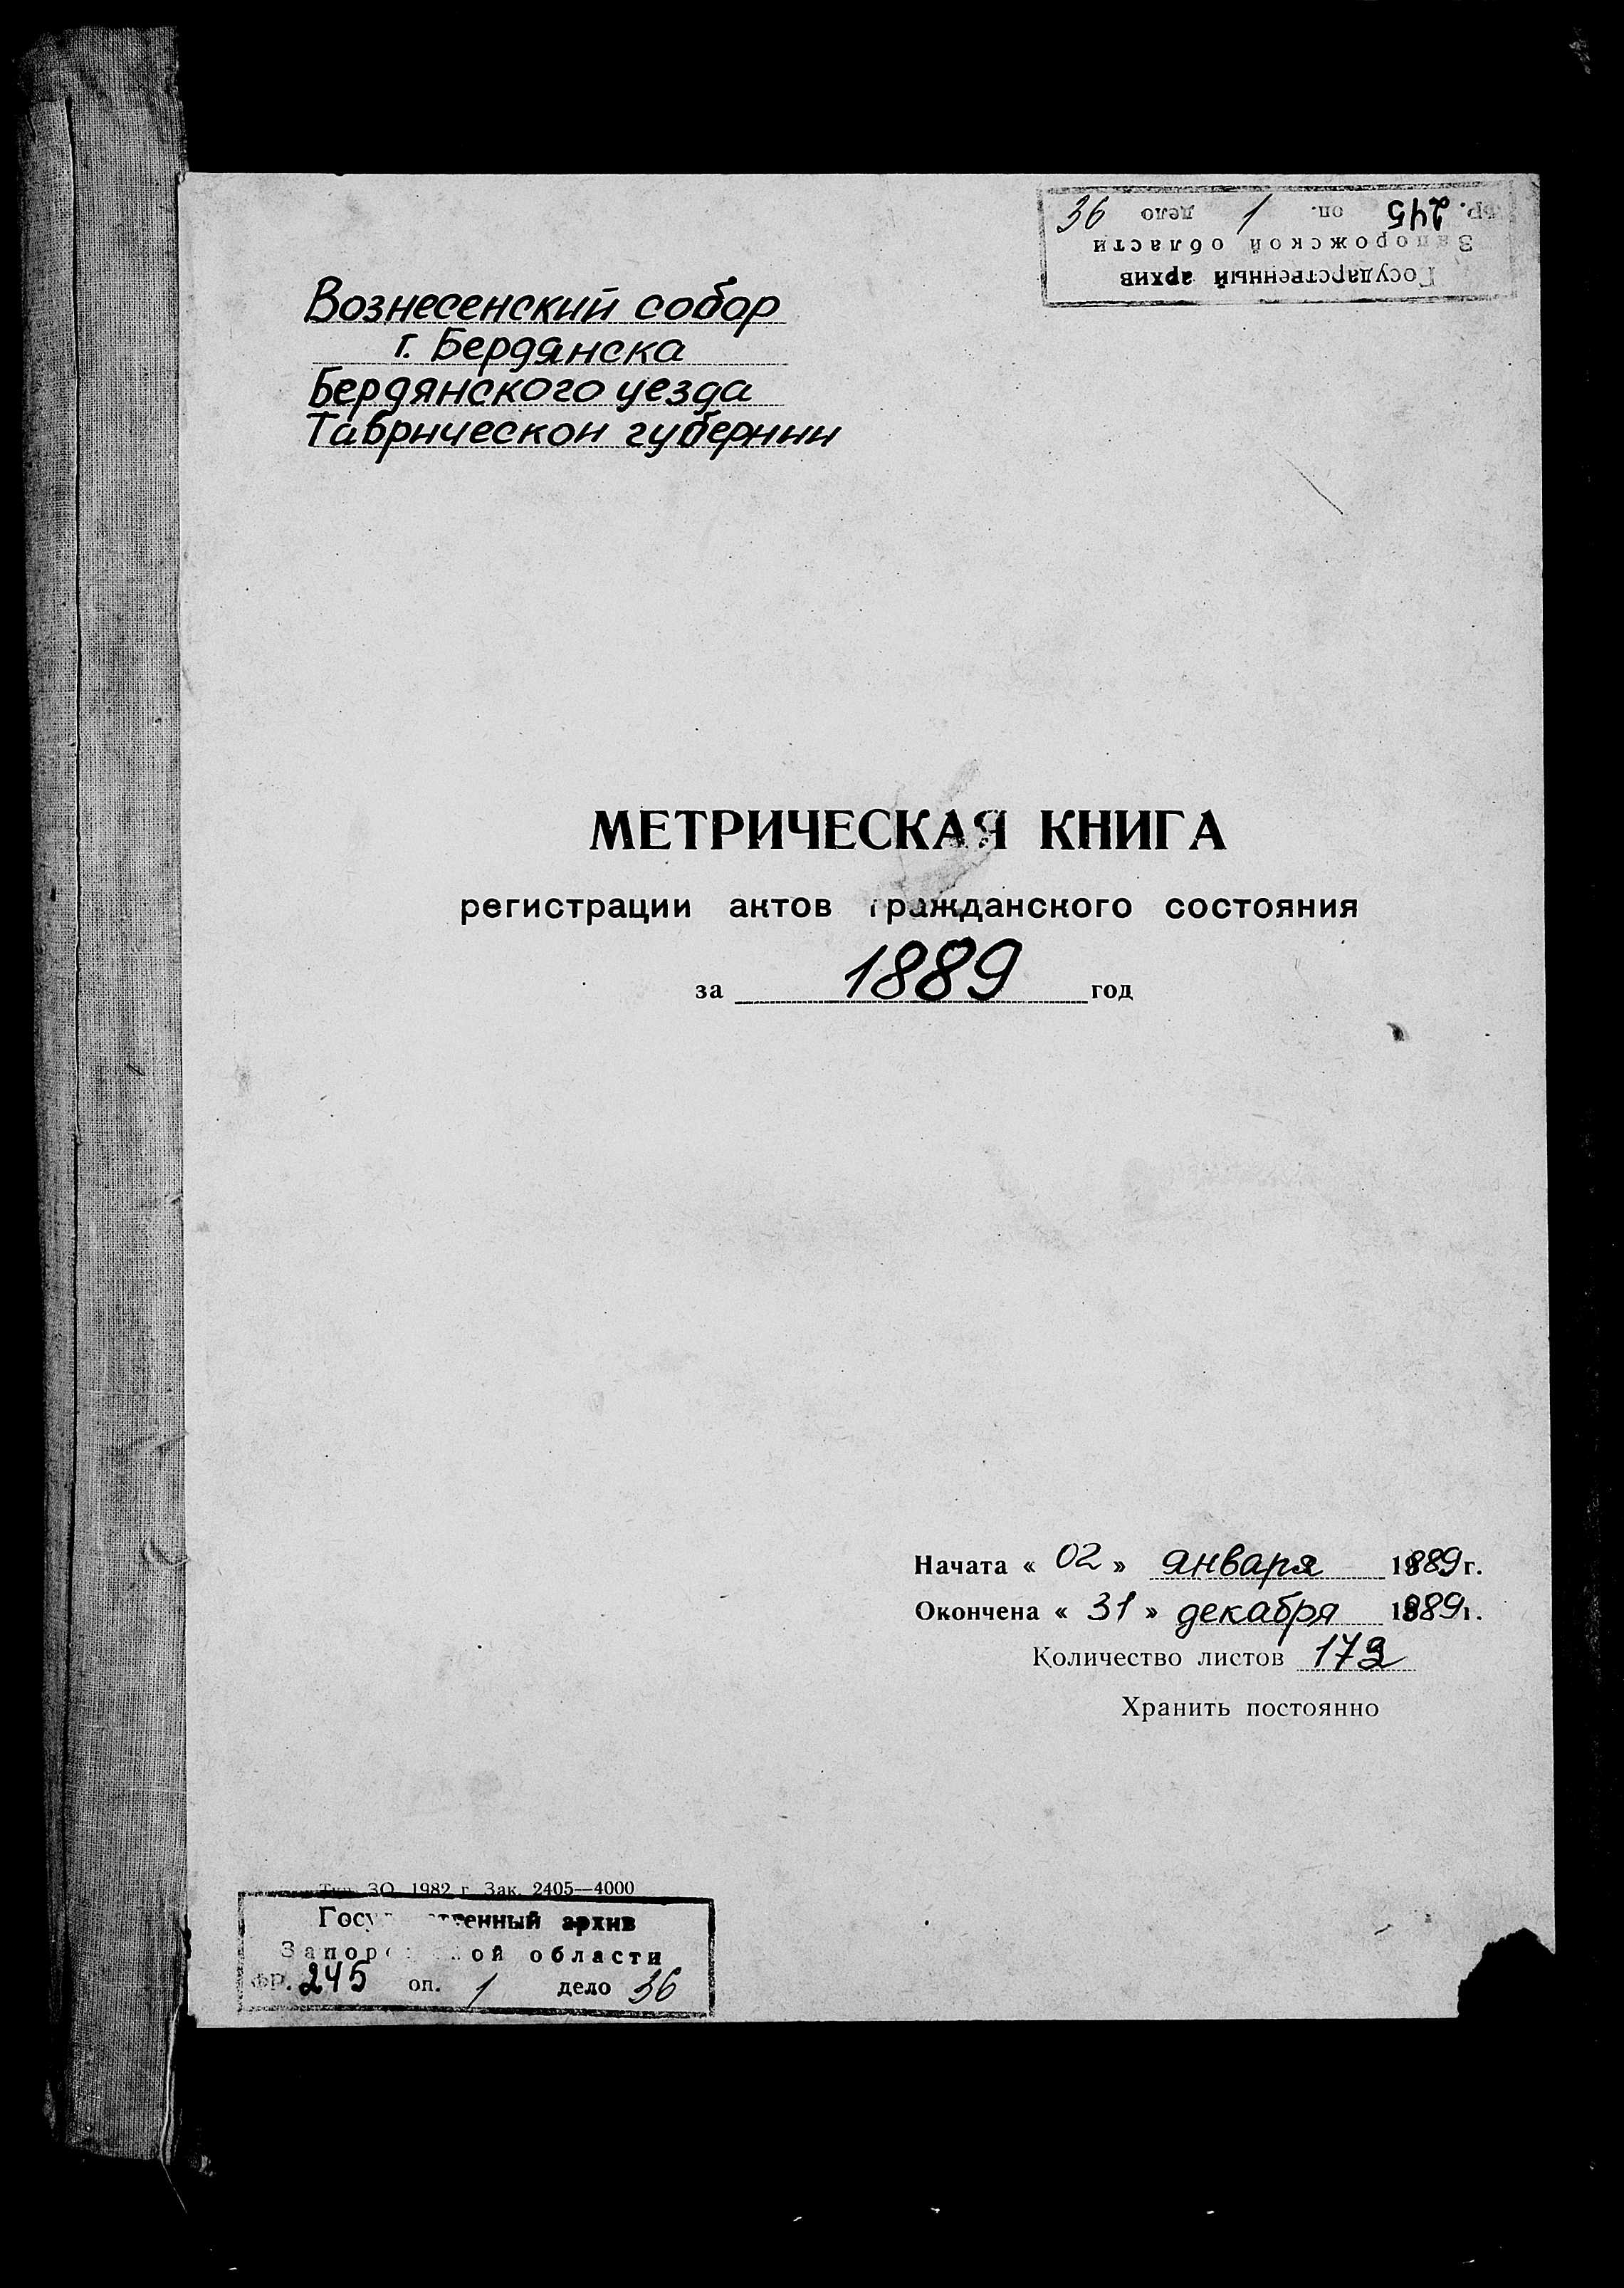 Государственный архив
Запорожской области
ФР. 245 оп. 1 дело 36
Вознесенский собор
г. Бердянска
Бердянского уезда
Таврической губернии
МЕТРИЧЕСКАЯ КНИГА
регистрации актов гражданского состояния
за 1889 год
Начата « 02 » января 1889 г.
Окончена « 31 » декабря 1889 г.
Количество листов
Хранить постоянно
Тип. ЗО 1982 г. Зак. 2405—4000
Государственный архив
Запорожской области
ФР. 245 оп. 1 дело 36